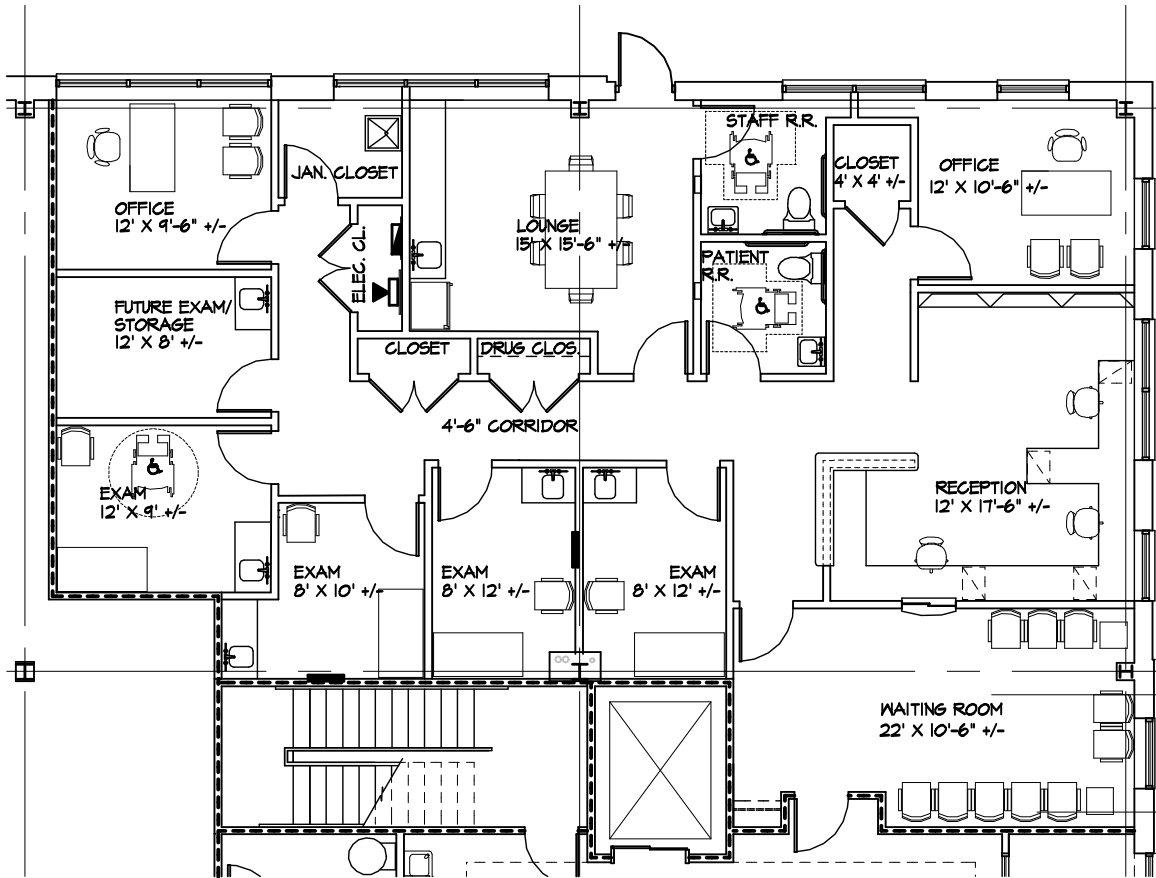 STAFF R.R.
JAN. CLOSET
CLOSET
4' X 4' +/-
OFFICE
12' X 10'-6" +/-
OFFICE
12' X 9'-6" +/-
LOUNGE
15' X 15'-6" +/-
ELEC. CL.
PATIENT
R.R.
FUTURE EXAM/
STORAGE
12' X 8' +/-
CLOSET
DRUG CLOS.
4'-6" CORRIDOR
EXAM
12' X 9' +/-
RECEPTION
12' X 17'-6" +/-
EXAM
8' X 10' +/-
EXAM
8' X 12' +/-
EXAM
8' X 12' +/-
WAITING ROOM
22' X 10'-6" +/-